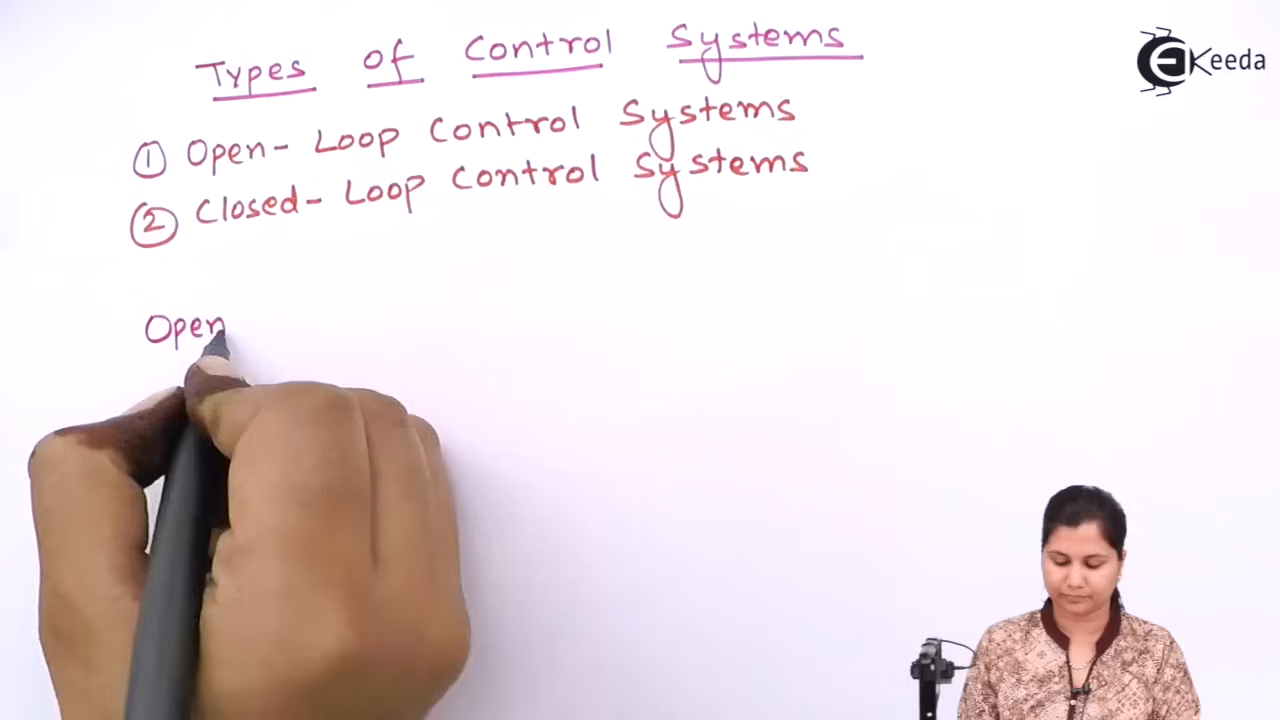 Types of Control Systems
① Open-Loop Control Systems
② Closed-Loop Control Systems
Open
EKeeda